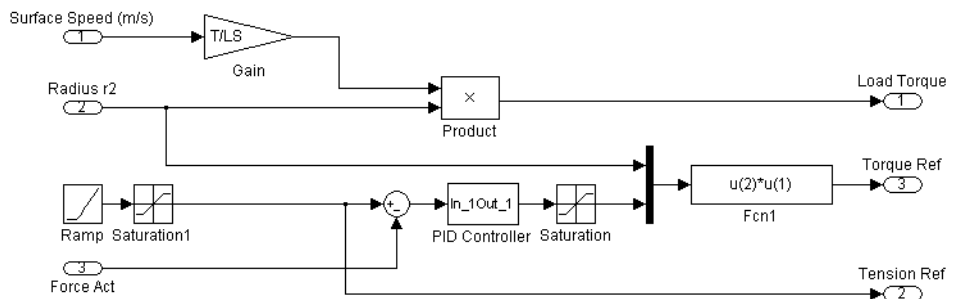 Surface Speed (m/s)
1
T/LS
Gain
Radius r2
2
×
Product
Load Torque
1
u(2)*u(1)
Fcn1
Torque Ref
3
Ramp
Saturation1
+
-
In_1Out_1
PID Controller
Saturation
3
Force Act
Tension Ref
2